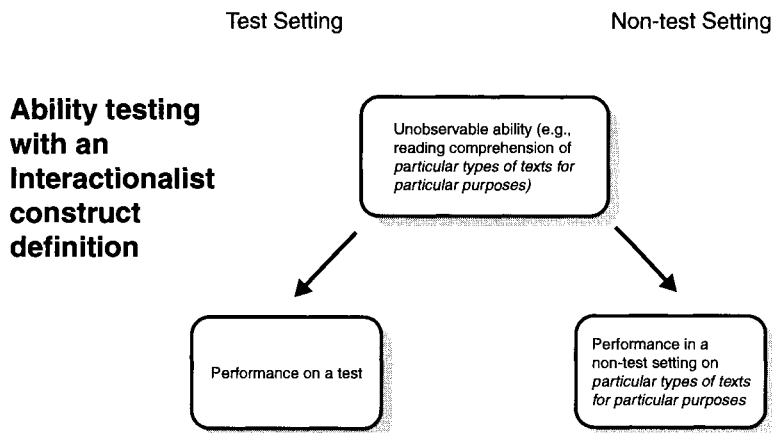 Test Setting
Non-test Setting
Ability testing
with an
Interactionalist
construct
definition
Unobservable ability (e.g.,
reading comprehension of
particular types of texts for
particular purposes)
Performance on a test
Performance in a
non-test setting on
particular types of texts
for particular purposes